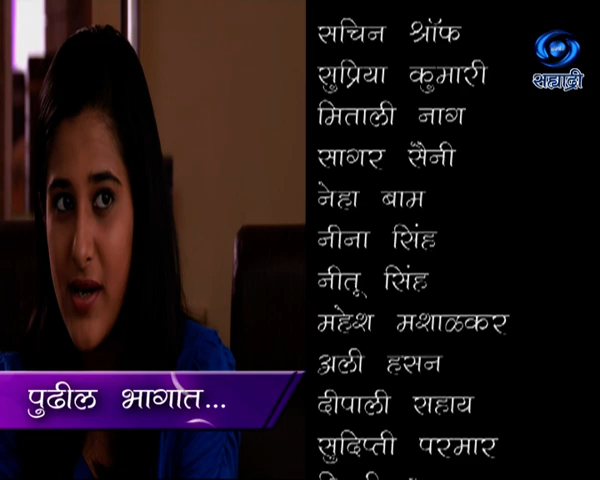 सचिन श्रॉफ
सुप्रिया कुमारी
मिताली नाग
सागर सैनी
नेहा बाम
नीना सिंह
नीतू सिंह
महेश मशाळकर
अली हसन
दीपाली सहाय
सुदिप्ती परमार
सह्याद्री
पुढील भागात...